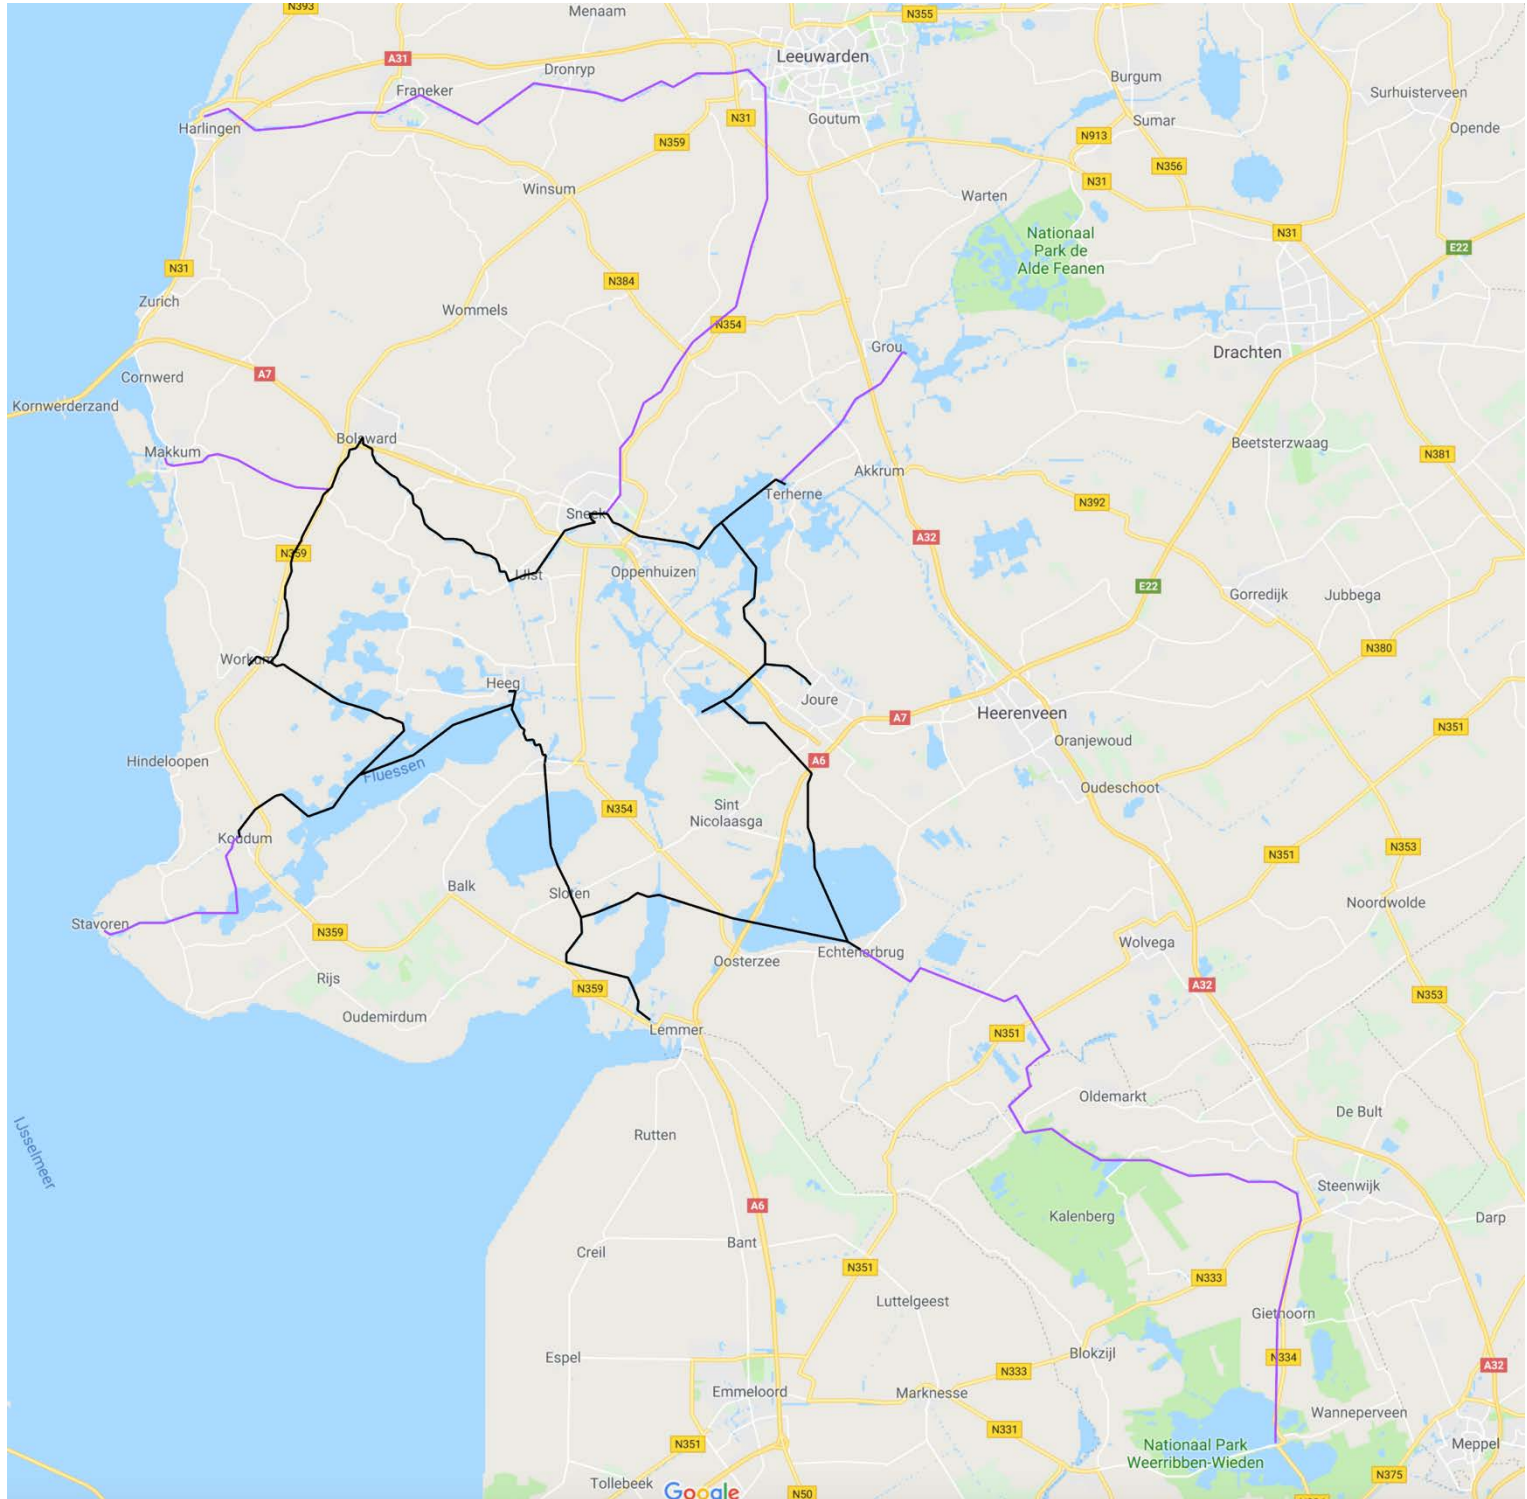 N393
Menaam
N355
Leeuwarden
A31
Dronryp
Burgum
Franeker
Surhuisterveen
Harlingen
N31
Goutum
Sumar
Opende
N913
N359
N356
Winsum
N31
Warten
Nationaal
Park de
Alde Feanen
N31
E22
N31
N384
Zurich
Wommels
N354
Grou
Drachten
A7
Cornwerd
Kornwerderzand
Bolsward
Makkum
Beetsterzwaag
N381
Akkrum
Terherne
N392
Sneek
A32
N359
IJlst
Oppenhuizen
E22
Gorredijk
Jubbega
N380
Workum
Heeg
Joure
A7
Heerenveen
N351
Oranjewoud
Hindeloopen
Fluessen
A6
Oudeschoot
N354
Sint
Nicolaasga
Koudum
N353
N351
Balk
Sloten
Noordwolde
Stavoren
N359
Wolvega
Echtenerbrug
Oosterzee
Rijs
N359
A32
N353
Oudemirdum
Lemmer
N351
Oldemarkt
De Bult
IJsselmeer
Rutten
Steenwijk
A6
Kalenberg
Darp
Creil
Bant
N351
N333
Luttelgeest
Giethoorn
Espel
Blokzijl
N334
A32
Emmeloord
Marknesse
N333
Wanneperveen
N331
N351
Nationaal Park
Weerribben-Wieden
Meppel
N375
Tollebeek
Google
N50